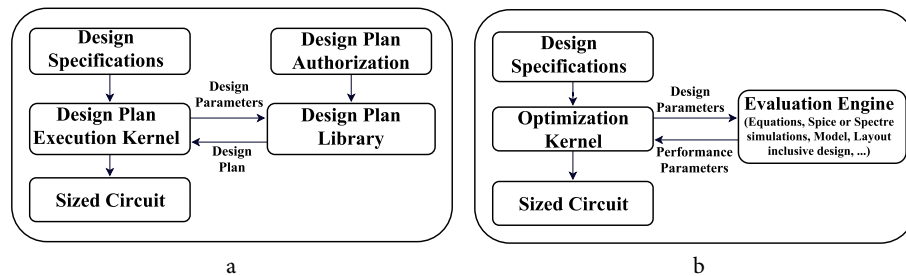 Design
Specifications
Design Plan
Authorization
Design
Parameters
Design Plan
Execution Kernel
Design Plan
Library
Design
Plan
Sized Circuit
a
Design
Specifications
Design
Parameters
Optimization
Kernel
Evaluation Engine
(Equations, Spice or Spectre
simulations, Model, Layout
inclusive design, ...)
Performance
Parameters
Sized Circuit
b